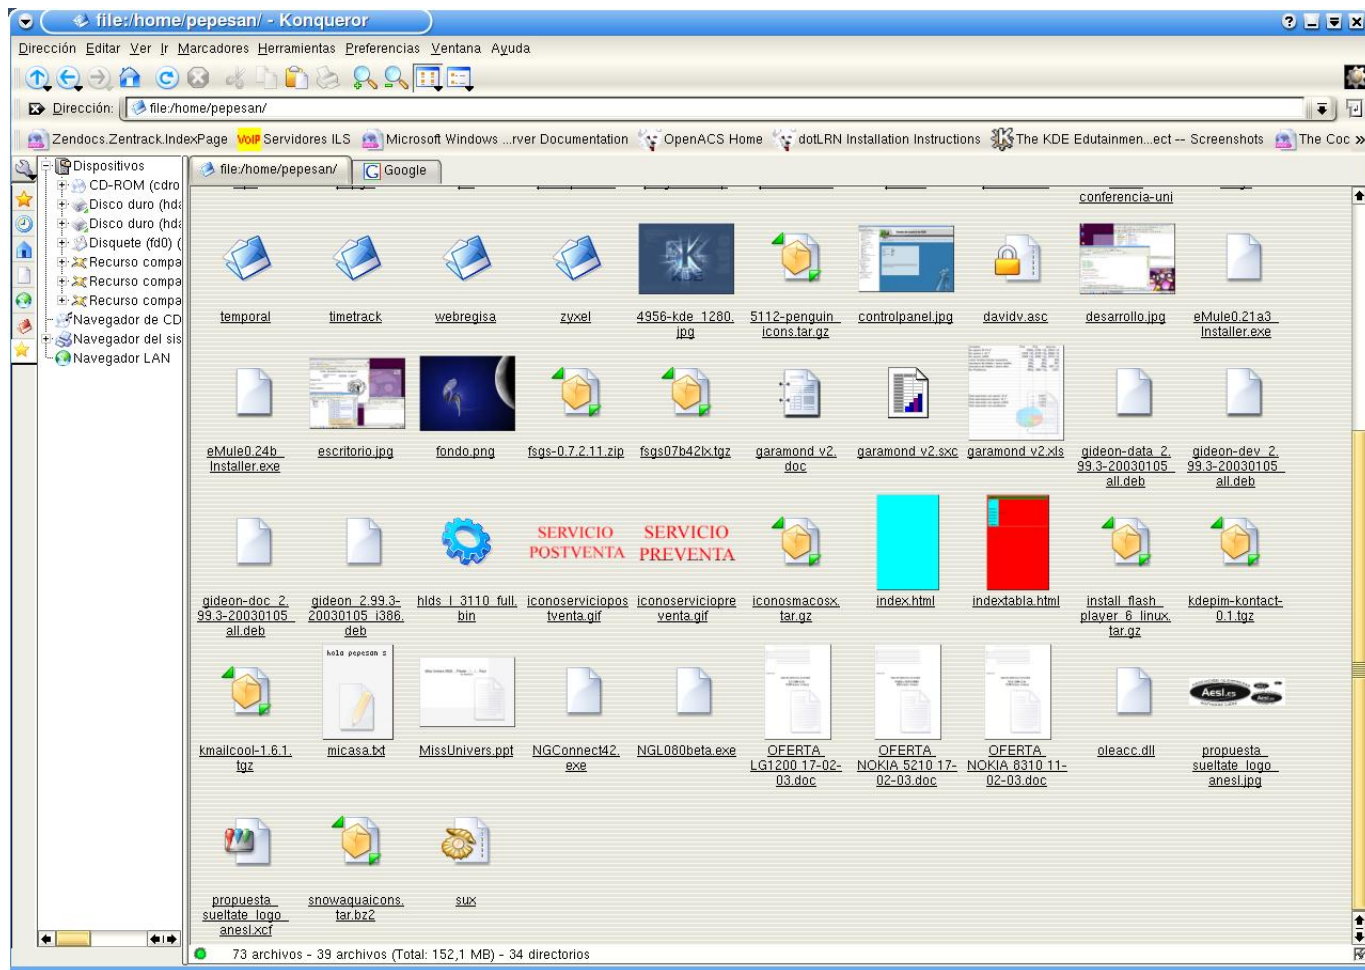 file:/home/pepesan/ - Konqueror
Dirección Editar Ver Ir Marcadores Herramientas Preferencias Ventana Ayuda
Dirección: file:/home/pepesan/
Zendocs.Zentrack.IndexPage VoIP Servidores ILS Microsoft Windows ...rver Documentation OpenACS Home dotLRN Installation Instructions The KDE Edutainmen...ect -- Screenshots The Coc »
Dispositivos
CD-ROM (cdro
Disco duro (hda
Disco duro (hda
Disquete (fd0) (
Recurso compa
Recurso compa
Recurso compa
Navegador de CD
Navegador del sis
Navegador LAN
file:/home/pepesan/ Google
conferencia-uni
temporal timetrack webregisa zyxel 4956-kde_1280. 5112-penguin_ controlpanel.jpg davidv.asc desarrollo.jpg eMule0.21a3_
jpg icons.tar.gz Installer.exe
eMule0.24b_ escritorio.jpg fondo.png fsgs-0.7.2.11.zip fsgs07b42lx.tgz garamond v2. garamond v2.sxc garamond v2.xls gideon-data_2. gideon-dev_2.
Installer.exe doc 99.3-20030105_ 99.3-20030105_
all.deb all.deb
SERVICIO SERVICIO
POSTVENTA PREVENTA
gideon-doc_2. gideon_2.99.3- hlds_l_3110_full. iconoserviciopos iconoserviciopre iconosmacosx. index.html indextabla.html install_flash_ kdepim-kontact-
99.3-20030105_ 20030105_i386. bin tventa.gif venta.gif tar.gz player_6_linux. 0.1.tgz
all.deb deb tar.gz
hola pepesan s
Aesl.es
kmailcool-1.6.1. micasa.txt MissUnivers.ppt NGConnect42. NGL080beta.exe OFERTA OFERTA OFERTA oleacc.dll propuesta_
tgz exe LG1200 17-02- NOKIA 5210 17- NOKIA 8310 11- sueltate_logo_
03.doc 02-03.doc 02-03.doc anesl.jpg
propuesta_ snowaquaicons. sux
sueltate_logo_ tar.bz2
anesl.xcf
73 archivos - 39 archivos (Total: 152,1 MB) - 34 directorios